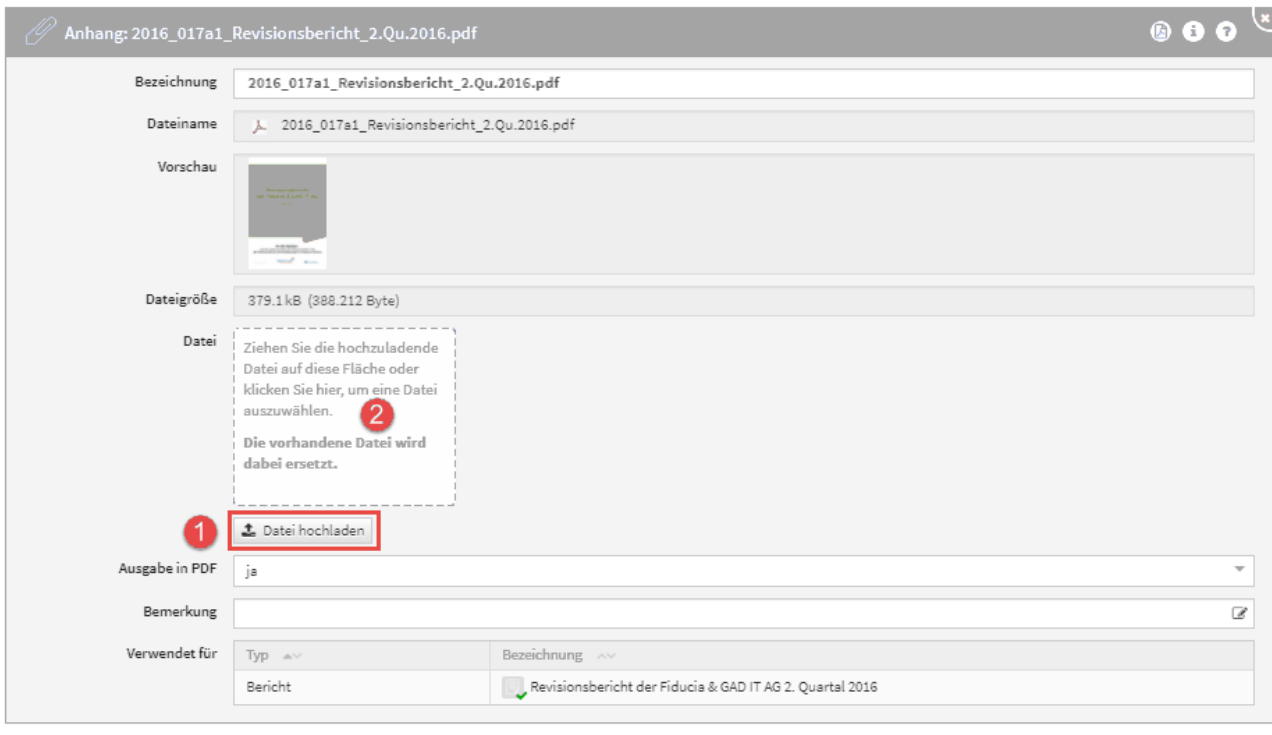 Anhang: 2016_017a1_Revisionsbericht_2.Qu.2016.pdf
Bezeichnung 2016_017a1_Revisionsbericht_2.Qu.2016.pdf
Dateiname 2016_017a1_Revisionsbericht_2.Qu.2016.pdf
Vorschau
Dateigröße 379.1 kB (388.212 Byte)
Datei
Ziehen Sie die hochzuladende
Datei auf diese Fläche oder
klicken Sie hier, um eine Datei
auszuwählen.
2
Die vorhandene Datei wird
dabei ersetzt.
1 Datei hochladen
Ausgabe in PDF ja
Bemerkung
Verwendet für Typ Bezeichnung
Bericht Revisionsbericht der Fiducia & GAD IT AG 2. Quartal 2016